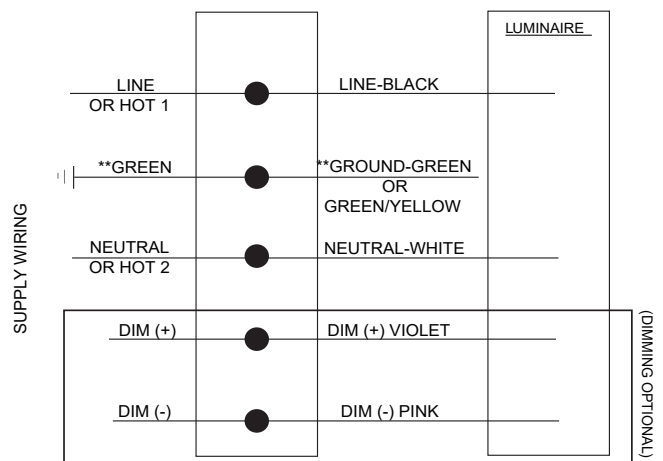 LUMINAIRE
LINE
OR HOT 1
LINE-BLACK
**GREEN
**GROUND-GREEN
OR
GREEN/YELLOW
SUPPLY WIRING
NEUTRAL
OR HOT 2
NEUTRAL-WHITE
DIM (+)
DIM (+) VIOLET
DIM (-)
DIM (-) PINK
(DIMMING OPTIONAL)